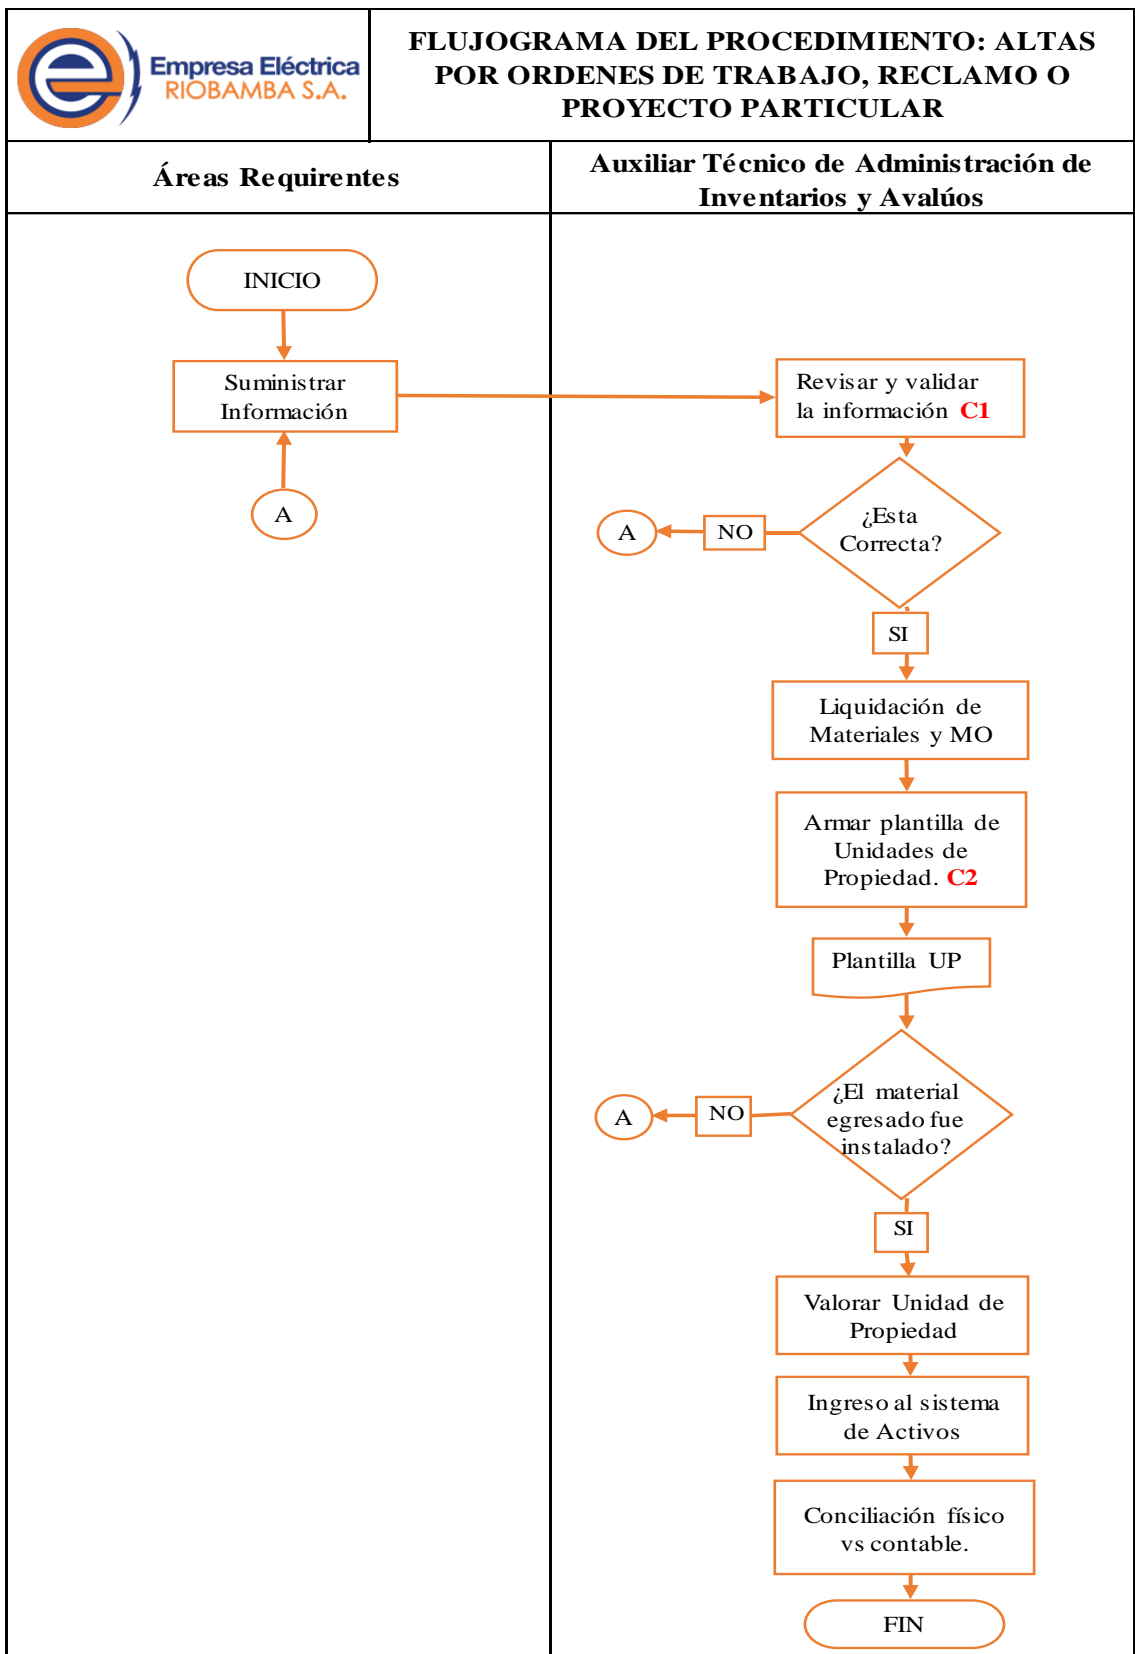 Empresa Eléctrica
RIOBAMBA S.A.
FLUJOGRAMA DEL PROCEDIMIENTO: ALTAS
POR ORDENES DE TRABAJO, RECLAMO O
PROYECTO PARTICULAR
Áreas Requirentes
Auxiliar Técnico de Administración de
Inventarios y Avalúos
INICIO
Suministrar
Información
A
Revisar y validar
la información C1
¿Esta
Correcta?
NO
A
SI
Liquidación de
Materiales y MO
Armar plantilla de
Unidades de
Propiedad. C2
Plantilla UP
¿El material
egresado fue
instalado?
NO
A
SI
Valorar Unidad de
Propiedad
Ingreso al sistema
de Activos
Conciliación físico
vs contable.
FIN